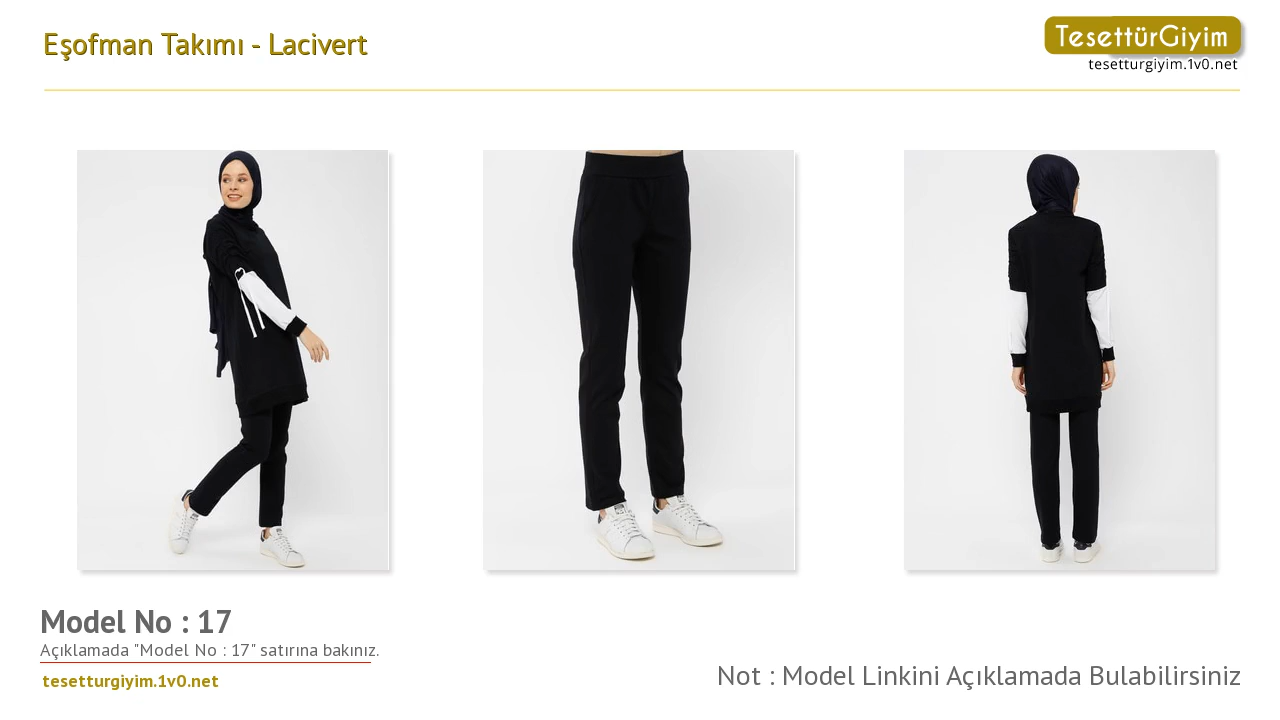 Eşofman Takımı - Lacivert
TesettürGiyim
tesetturgiyim.1v0.net
Model No : 17
Açıklamada "Model No : 17" satırına bakınız.
tesetturgiyim.1v0.net
Not : Model Linkini Açıklamada Bulabilirsiniz